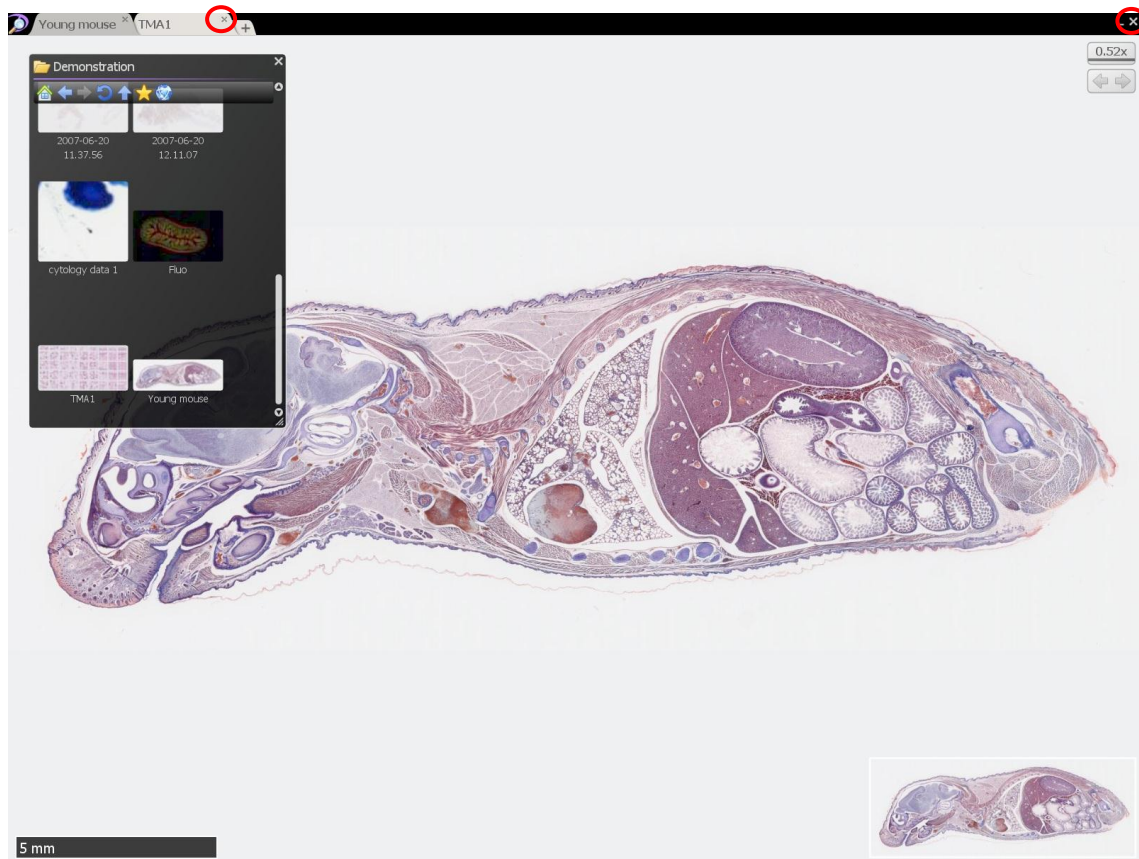 Young mouse
TMA1
0.52x
Demonstration
2007-06-20
11.37.56
2007-06-20
12.11.07
cytology data 1
Fluo
TMA1
Young mouse
5 mm